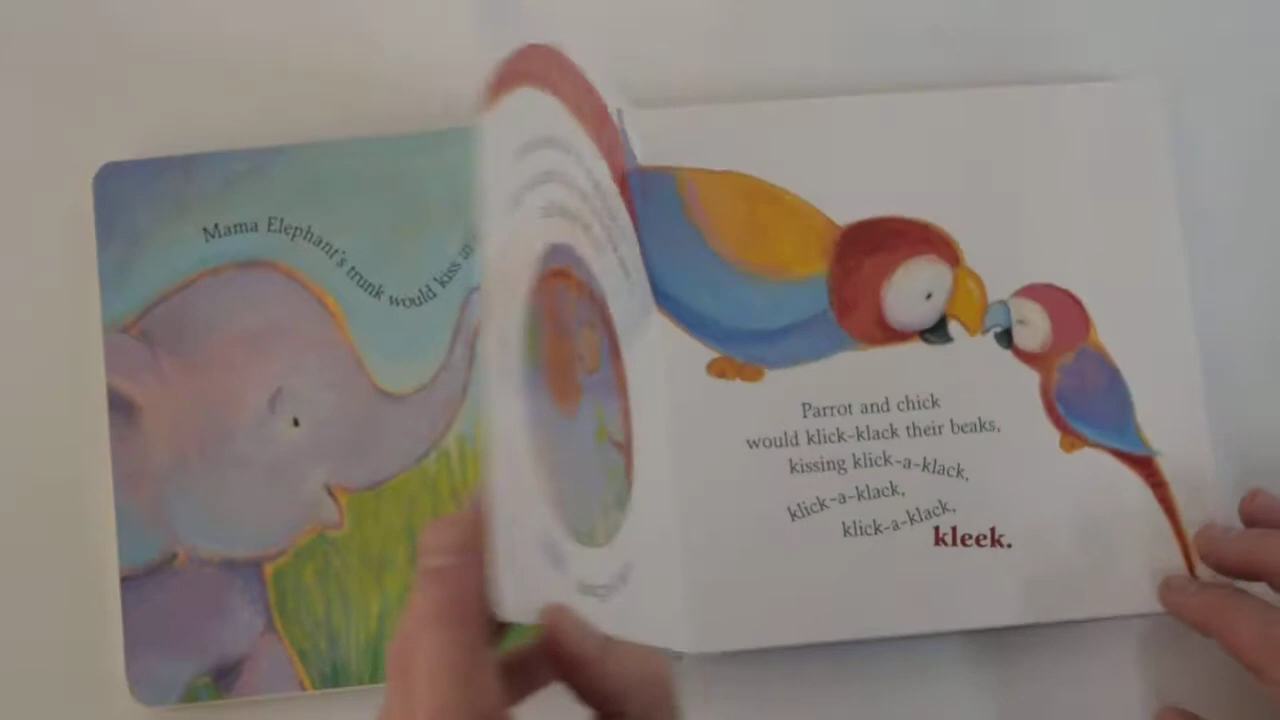 Mama Elephant's trunk would kiss
Parrot and chick
would klick-klack their beaks,
kissing klick-a-klack,
klick-a-klack,
klick-a-klack,
kleek.